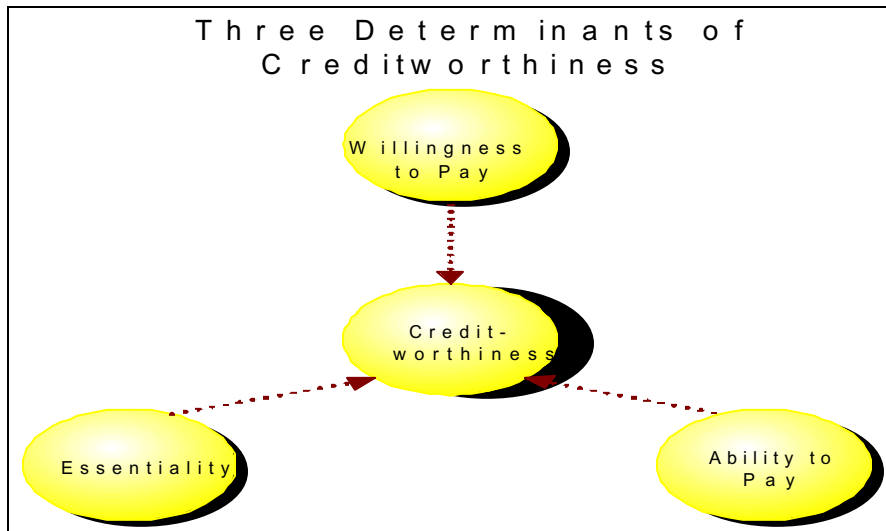 Three Determinants of
Creditworthiness
Willingness
to Pay
Credit-
worthiness
Essentiality
Ability to
Pay